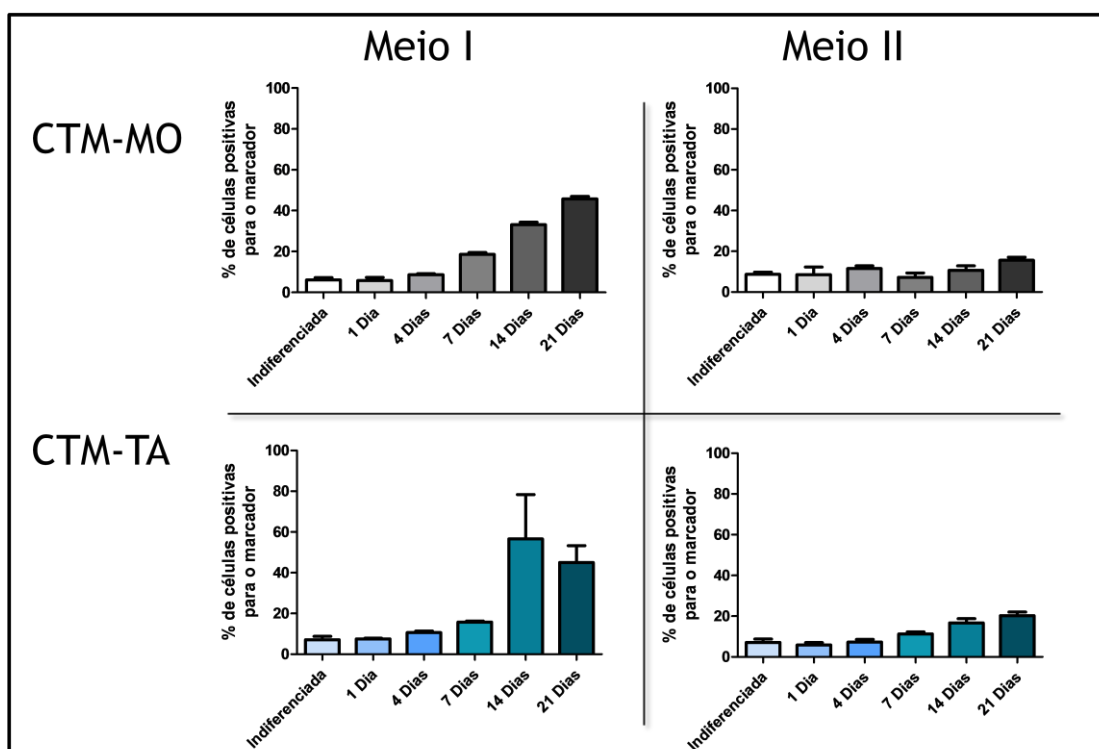 Meio I
Meio II
CTM-MO
% de células positivas
para o marcador
100
80
60
40
20
0
Indiferenciada
1 Dia
4 Dias
7 Dias
14 Dias
21 Dias
% de células positivas
para o marcador
100
80
60
40
20
0
Indiferenciada
1 Dia
4 Dias
7 Dias
14 Dias
21 Dias
CTM-TA
% de células positivas
para o marcador
100
80
60
40
20
0
Indiferenciada
1 Dia
4 Dias
7 Dias
14 Dias
21 Dias
% de células positivas
para o marcador
100
80
60
40
20
0
Indiferenciada
1 Dia
4 Dias
7 Dias
14 Dias
21 Dias